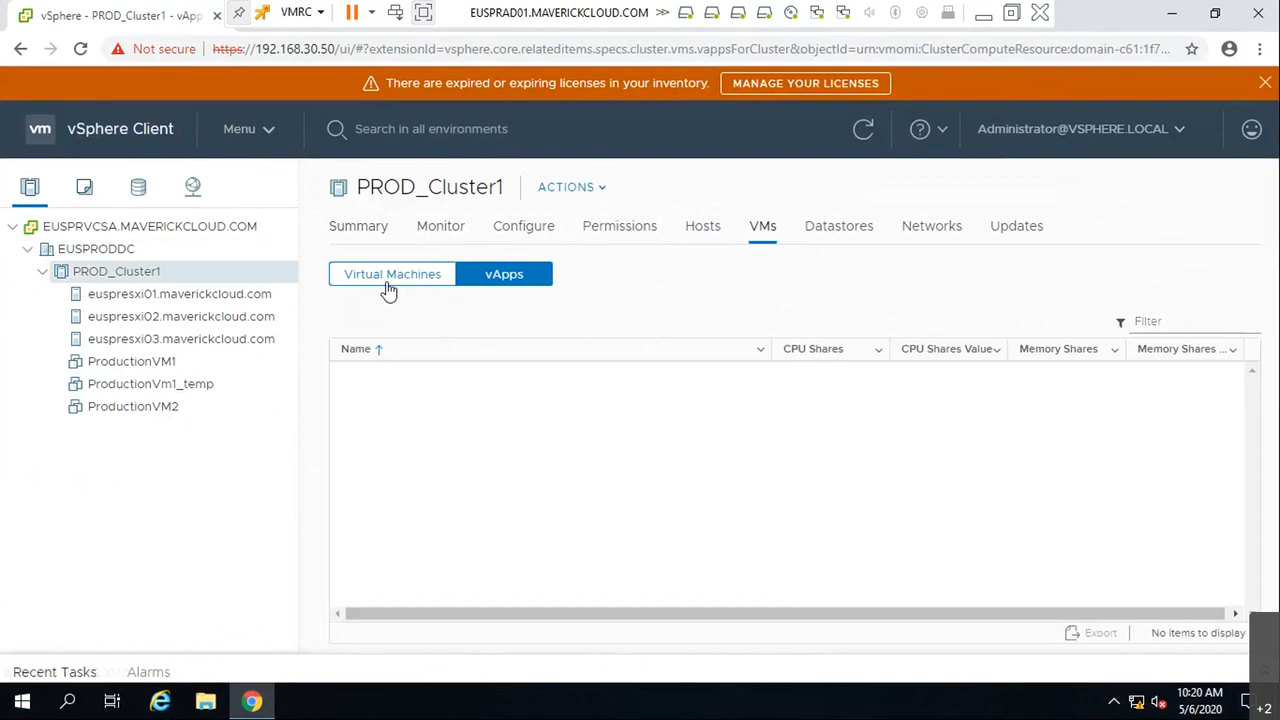 vSphere - PROD_Cluster1 - vApp
VMRC
EUSPRAD01.MAVERICKCLOUD.COM
Not secure
https://192.168.30.50/ui/#?extensionId=vsphere.core.relateditems.specs.cluster.vms.vappsForCluster&objectId=urn:vmomi:ClusterComputeResource:domain-c61:1f7...
There are expired or expiring licenses in your inventory.
MANAGE YOUR LICENSES
vm
vSphere Client
Menu
Search in all environments
Administrator@VSPHERE.LOCAL
EUSPRVCSA.MAVERICKCLOUD.COM
EUSPRODDC
PROD_Cluster1
euspresxi01.maverickcloud.com
euspresxi02.maverickcloud.com
euspresxi03.maverickcloud.com
ProductionVM1
ProductionVm1_temp
ProductionVM2
PROD_Cluster1
ACTIONS
Summary
Monitor
Configure
Permissions
Hosts
VMs
Datastores
Networks
Updates
Virtual Machines
vApps
Filter
Name
CPU Shares
CPU Shares Value
Memory Shares
Memory Shares ...
Export
No items to display
Recent Tasks
Alarms
10:20 AM
5/6/2020
+2